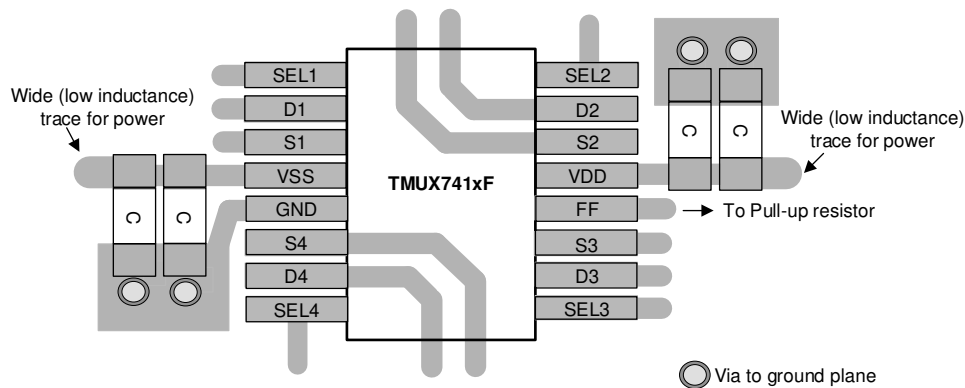 SEL1
D1
S1
VSS
GND
S4
D4
SEL4
TMUX741xF
SEL2
D2
S2
VDD
FF
S3
D3
SEL3
Wide (low inductance)
trace for power
C
C
C
C
Wide (low inductance)
trace for power
To Pull-up resistor
Via to ground plane